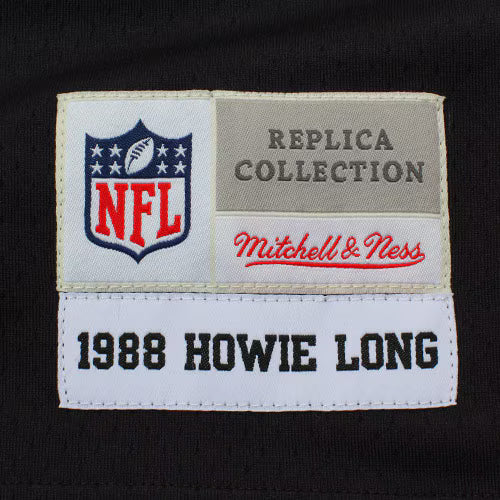 NFL
REPLICA
COLLECTION
Mitchell & Ness
1988 HOWIE LONG